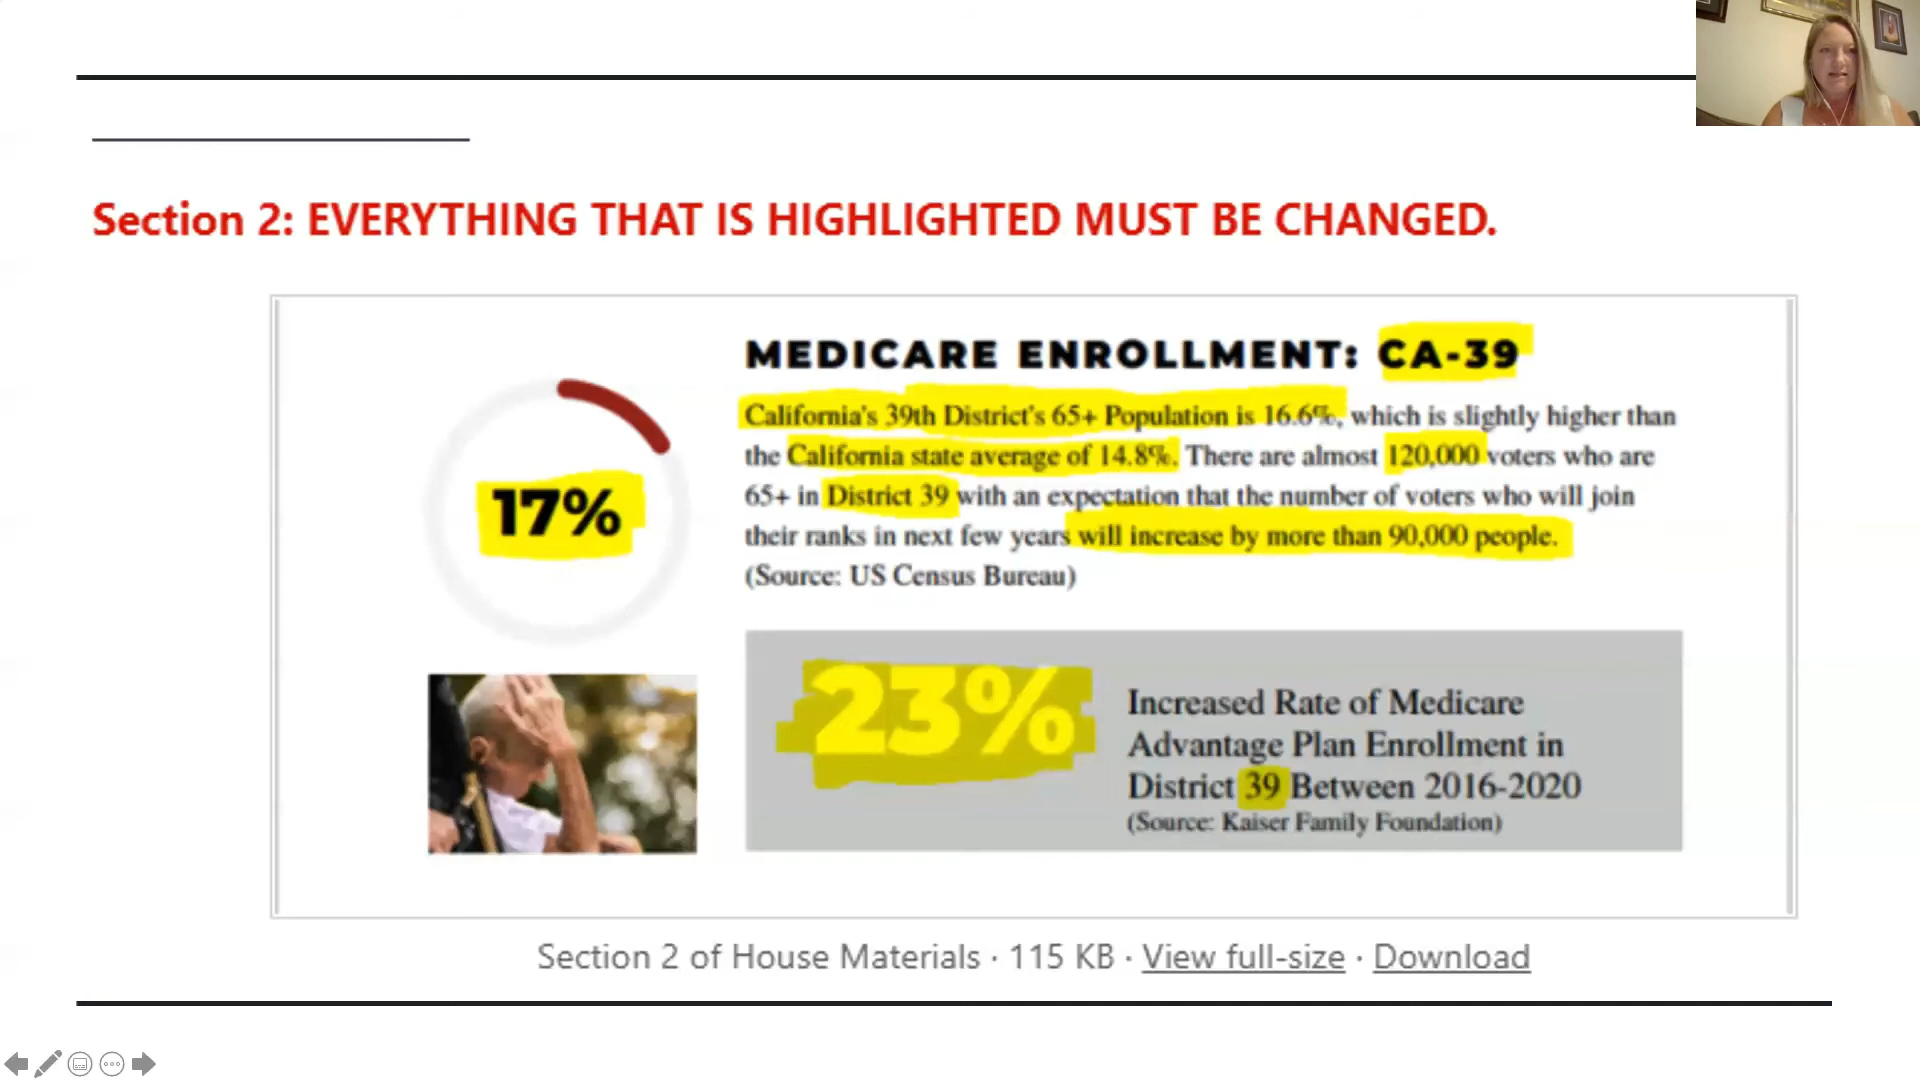 Section 2: EVERYTHING THAT IS HIGHLIGHTED MUST BE CHANGED.
17%
MEDICARE ENROLLMENT: CA-39
California's 39th District's 65+ Population is 16.6%, which is slightly higher than
the California state average of 14.8%. There are almost 120,000 voters who are
65+ in District 39 with an expectation that the number of voters who will join
their ranks in next few years will increase by more than 90,000 people.
(Source: US Census Bureau)
23%
Increased Rate of Medicare
Advantage Plan Enrollment in
District 39 Between 2016-2020
(Source: Kaiser Family Foundation)
Section 2 of House Materials · 115 KB · View full-size · Download